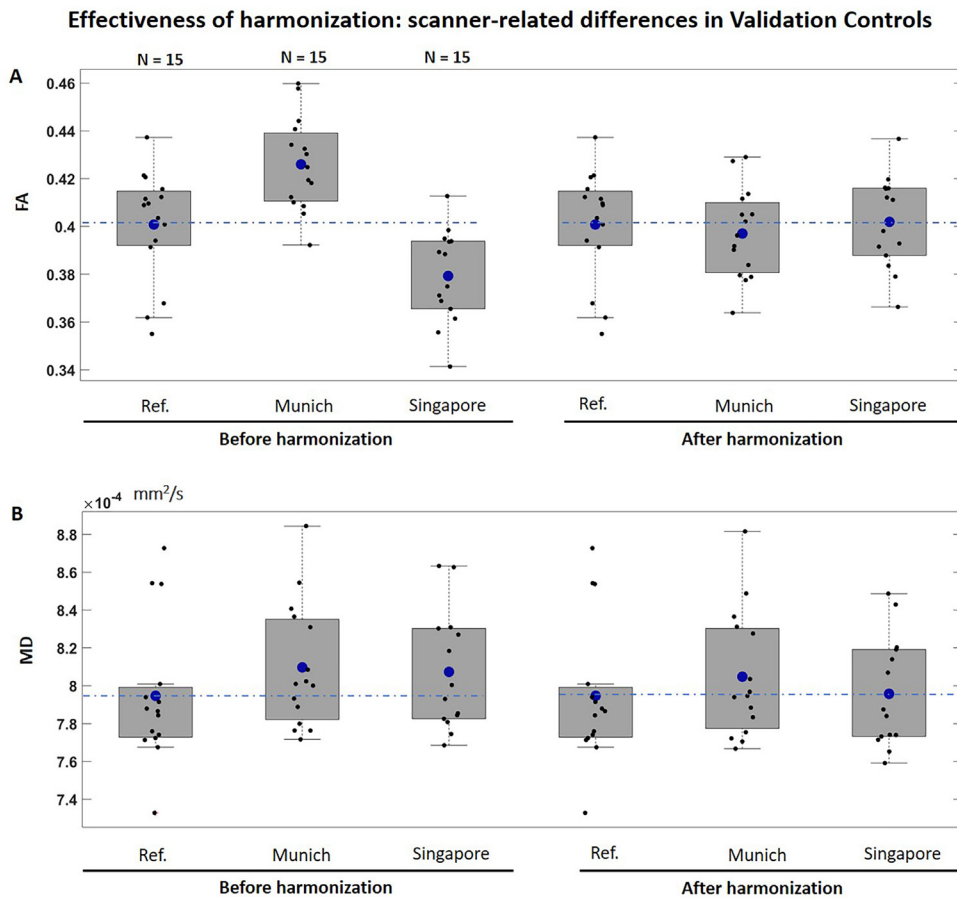 Effectiveness of harmonization: scanner-related differences in Validation Controls
A
N = 15 N = 15 N = 15
0.46
0.44
0.42
0.4
0.38
0.36
0.34
FA
Ref. Munich Singapore Ref. Munich Singapore
Before harmonization After harmonization
B
×10⁻⁴ mm²/s
8.8
8.6
8.4
8.2
8
7.8
7.6
7.4
MD
Ref. Munich Singapore Ref. Munich Singapore
Before harmonization After harmonization